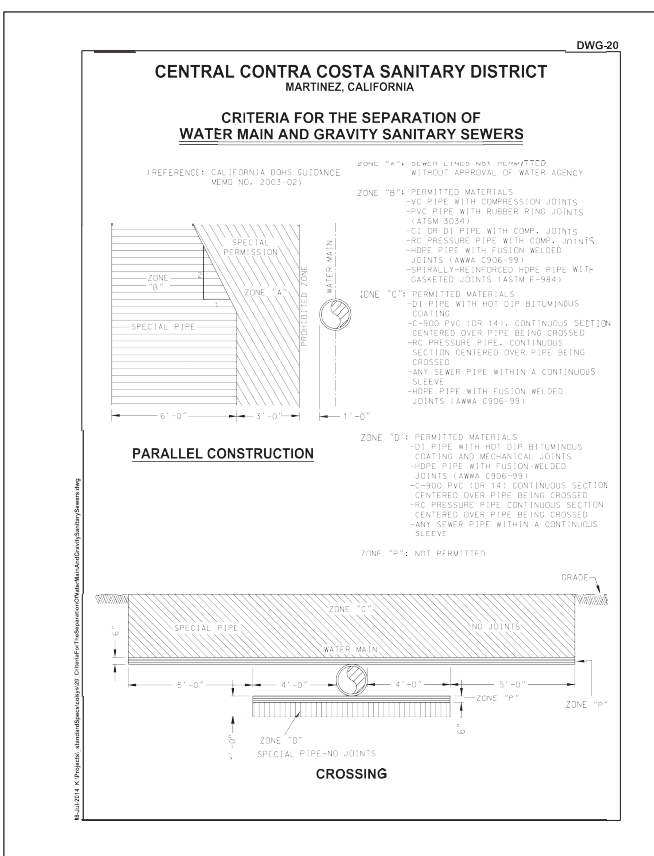 DWG-20
CENTRAL CONTRA COSTA SANITARY DISTRICT
MARTINEZ, CALIFORNIA
CRITERIA FOR THE SEPARATION OF
WATER MAIN AND GRAVITY SANITARY SEWERS
(REFERENCE: CALIFORNIA DOHS GUIDANCE
MEMO NO. 2003-02)
ZONE "A": SEWER LINES NOT PERMITTED
WITHOUT APPROVAL OF WATER AGENCY
ZONE "B": PERMITTED MATERIALS
-VC PIPE WITH COMPRESSION JOINTS
-PVC PIPE WITH RUBBER RING JOINTS
(ATSM 3034)
-CI OR DI PIPE WITH COMP. JOINTS
-RC PRESSURE PIPE WITH COMP. JOINTS
-HDPE PIPE WITH FUSION WELDED
JOINTS (AWWA C906-99)
-SPIRALLY-REINFORCED HDPE PIPE WITH
GASKETED JOINTS (ASTM F-984)
ZONE "C": PERMITTED MATERIALS
-DI PIPE WITH HOT DIP BITUMINOUS
COATING
-C-900 PVC (DR 14), CONTINUOUS SECTION
CENTERED OVER PIPE BEING CROSSED
-RC PRESSURE PIPE, CONTINUOUS
SECTION CENTERED OVER PIPE BEING
CROSSED
-ANY SEWER PIPE WITHIN A CONTINUOUS
SLEEVE
-HDPE PIPE WITH FUSION WELDED
JOINTS (AWWA C906-99)
SPECIAL
PERMISSION
ZONE
"B"
2
1
ZONE "A"
SPECIAL PIPE
PROHIBITED ZONE
WATER MAIN
6'-0"
3'-0"
1'-0"
PARALLEL CONSTRUCTION
ZONE "D": PERMITTED MATERIALS
-DI PIPE WITH HOT DIP BITUMINOUS
COATING AND MECHANICAL JOINTS
-HDPE PIPE WITH FUSION-WELDED
JOINTS (AWWA C906-99)
-C-900 PVC (DR 14) CONTINUOUS SECTION
CENTERED OVER PIPE BEING CROSSED
-RC PRESSURE PIPE CONTINUOUS SECTION
CENTERED OVER PIPE BEING CROSSED
-ANY SEWER PIPE WITHIN A CONTINUOUS
SLEEVE
ZONE "P": NOT PERMITTED
GRADE
ZONE "C"
SPECIAL PIPE
NO JOINTS
WATER MAIN
6"
5'-0"
4'-0"
4'-0"
5'-0"
ZONE "P"
ZONE "P"
6"
ZONE "D"
SPECIAL PIPE-NO JOINTS
CROSSING